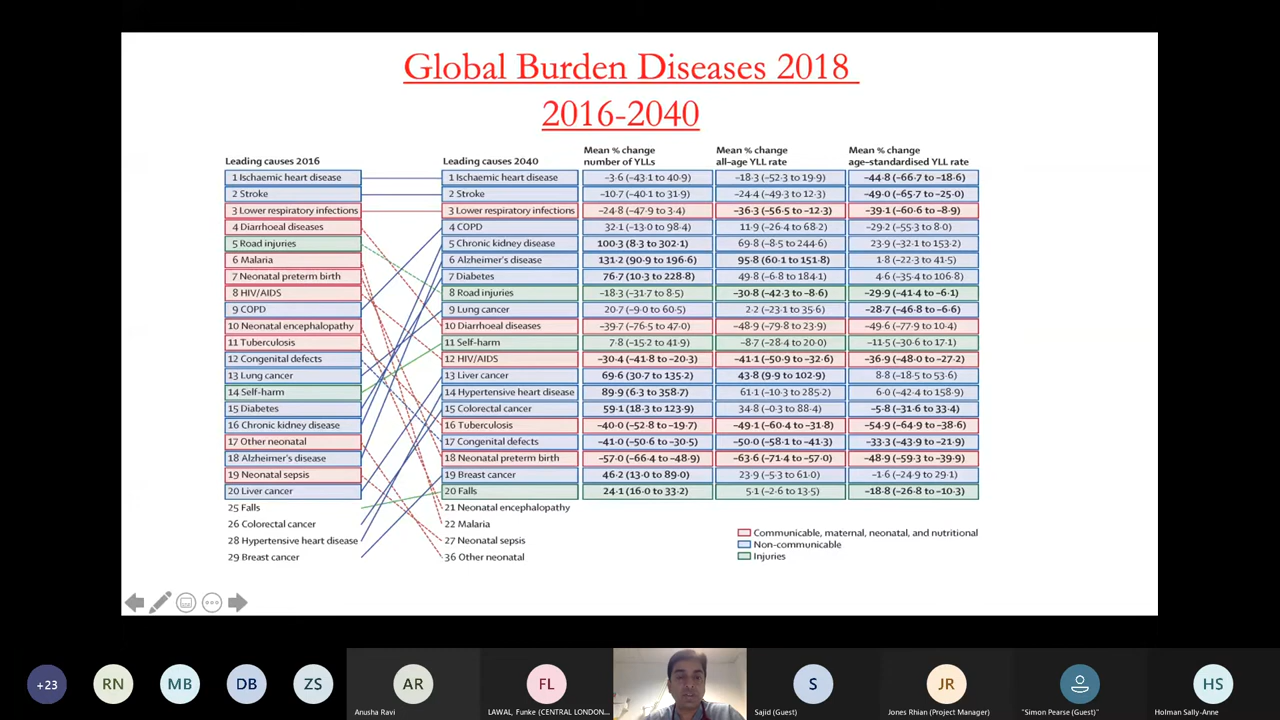 Global Burden Diseases 2018
2016-2040
Leading causes 2016
Leading causes 2040
Mean % change number of YLLs
Mean % change all-age YLL rate
Mean % change age-standardised YLL rate
1 Ischaemic heart disease
1 Ischaemic heart disease −3·6 (−43·1 to 40·9) −18·3 (−52·3 to 19·9) −44·8 (−66·7 to −18·6)
2 Stroke
2 Stroke −10·7 (−40·1 to 31·9) −24·4 (−49·3 to 12·3) −49·0 (−65·7 to −25·0)
3 Lower respiratory infections
3 Lower respiratory infections −24·8 (−47·9 to 3·4) −36·3 (−56·5 to −12·3) −39·1 (−60·6 to −8·9)
4 Diarrhoeal diseases
4 COPD 32·1 (−13·0 to 98·4) 11·9 (−26·4 to 68·2) −29·2 (−55·3 to 8·0)
5 Road injuries
5 Chronic kidney disease 100·3 (8·3 to 302·1) 69·8 (−8·5 to 244·6) 23·9 (−32·1 to 153·2)
6 Malaria
6 Alzheimer's disease 131·2 (90·9 to 196·6) 95·8 (60·1 to 151·8) 1·8 (−22·3 to 41·5)
7 Neonatal preterm birth
7 Diabetes 76·7 (10·3 to 228·8) 49·8 (−6·8 to 184·1) 4·6 (−35·4 to 106·8)
8 HIV/AIDS
8 Road injuries −18·3 (−31·7 to 8·5) −30·8 (−42·3 to −8·6) −29·9 (−41·4 to −6·1)
9 COPD
9 Lung cancer 20·7 (−9·0 to 60·5) 2·2 (−23·1 to 35·6) −28·7 (−46·8 to −6·6)
10 Neonatal encephalopathy
10 Diarrhoeal diseases −39·7 (−76·5 to 47·0) −48·9 (−79·8 to 23·9) −49·6 (−77·9 to 10·4)
11 Tuberculosis
11 Self-harm 7·8 (−15·2 to 41·9) −8·7 (−28·4 to 20·0) −11·5 (−30·6 to 17·1)
12 Congenital defects
12 HIV/AIDS −30·4 (−41·8 to −20·3) −41·1 (−50·9 to −32·6) −36·9 (−48·0 to −27·2)
13 Lung cancer
13 Liver cancer 69·6 (30·7 to 135·2) 43·8 (9·9 to 102·9) 8·8 (−18·5 to 53·6)
14 Self-harm
14 Hypertensive heart disease 89·9 (6·3 to 358·7) 61·1 (−10·3 to 285·2) 6·0 (−42·4 to 158·9)
15 Diabetes
15 Colorectal cancer 59·1 (18·3 to 123·9) 34·8 (−0·3 to 88·4) −5·8 (−31·6 to 33·4)
16 Chronic kidney disease
16 Tuberculosis −40·0 (−52·8 to −19·7) −49·1 (−60·4 to −31·8) −54·9 (−64·9 to −38·6)
17 Other neonatal
17 Congenital defects −41·0 (−50·6 to −30·5) −50·0 (−58·1 to −41·3) −33·3 (−43·9 to −21·9)
18 Alzheimer's disease
18 Neonatal preterm birth −57·0 (−66·4 to −48·9) −63·6 (−71·4 to −57·0) −48·9 (−59·3 to −39·9)
19 Neonatal sepsis
19 Breast cancer 46·2 (13·0 to 89·0) 23·9 (−5·3 to 61·0) −1·6 (−24·9 to 29·1)
20 Liver cancer
20 Falls 24·1 (16·0 to 33·2) 5·1 (−2·6 to 13·5) −18·8 (−26·8 to −10·3)
25 Falls
21 Neonatal encephalopathy
26 Colorectal cancer
22 Malaria
28 Hypertensive heart disease
27 Neonatal sepsis
29 Breast cancer
36 Other neonatal
Communicable, maternal, neonatal, and nutritional
Non-communicable
Injuries
+23
RN
MB
DB
ZS
AR
FL
S
JR
HS
Anusha Ravi
LAWAL, Funke (CENTRAL LONDON...
Sajid (Guest)
Jones Rhian (Project Manager)
"Simon Pearse (Guest)"
Holman Sally-Anne